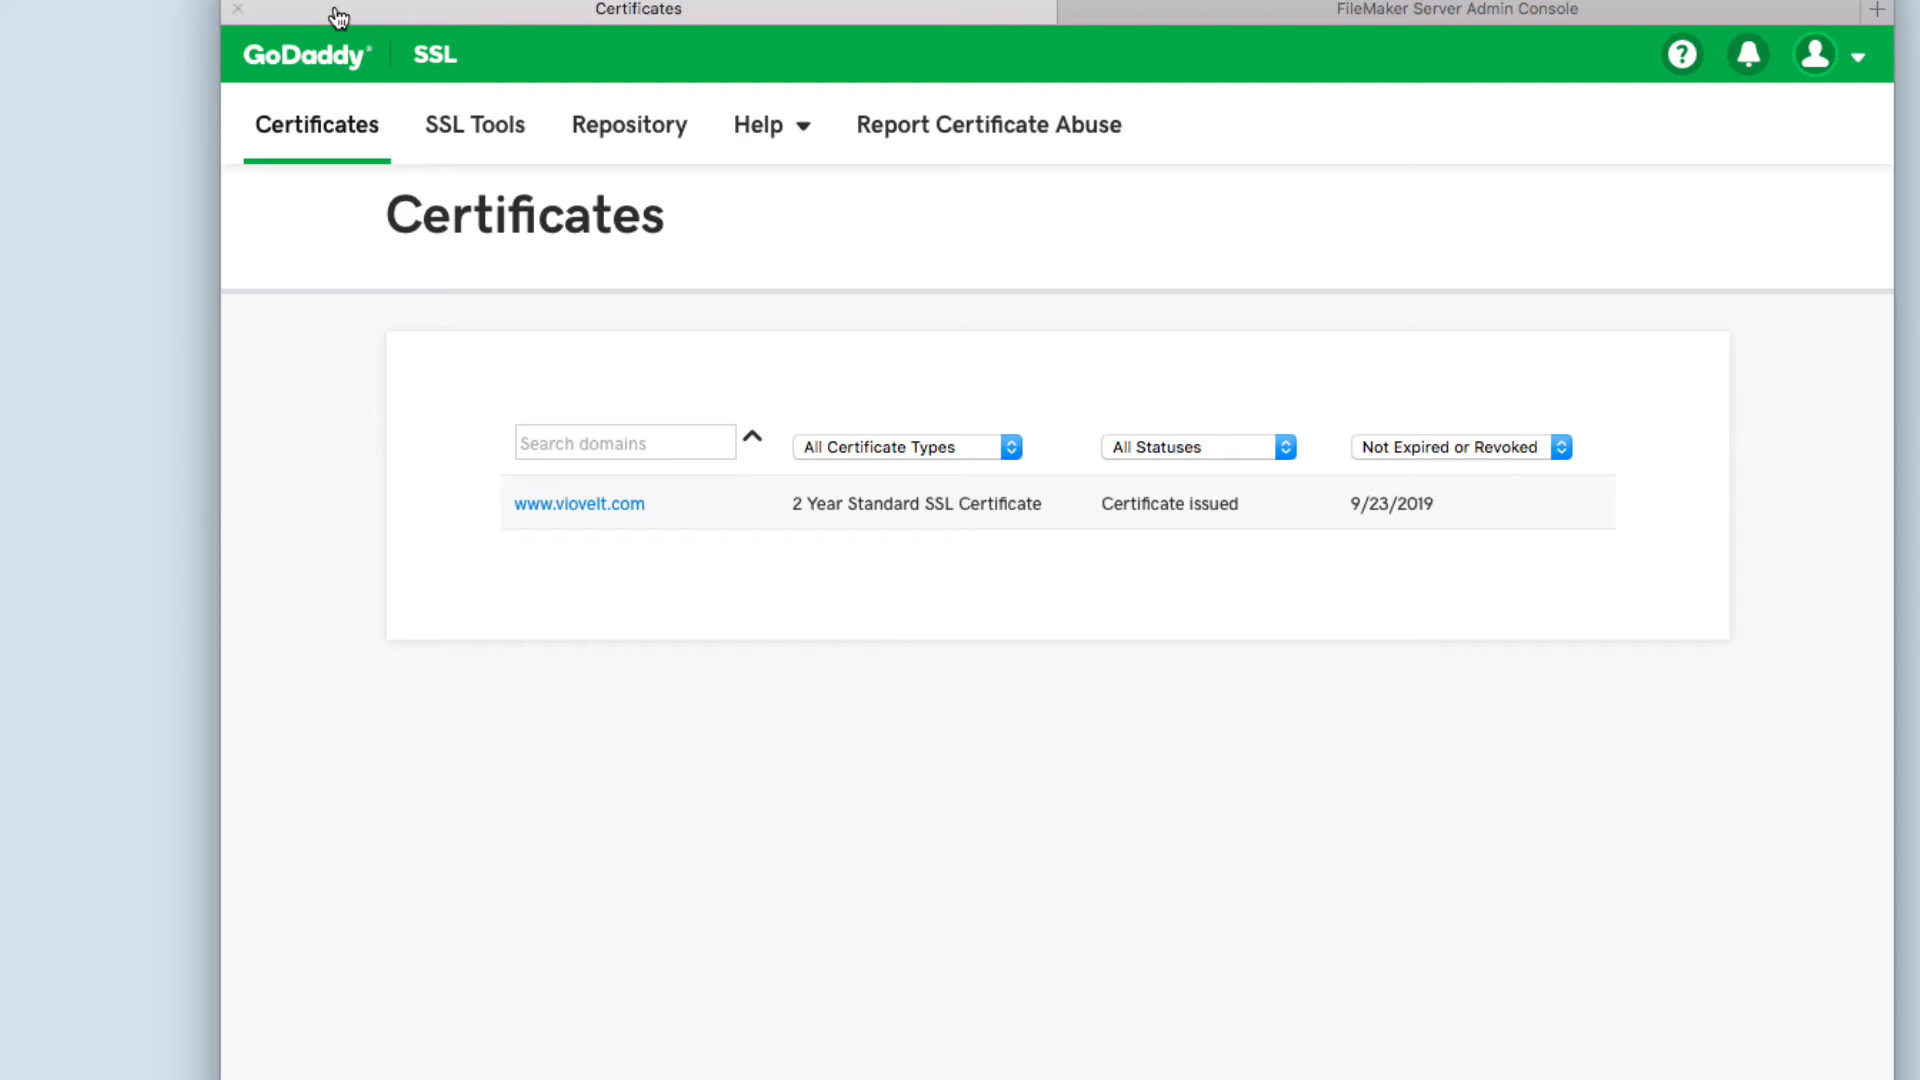 Certificates
FileMaker Server Admin Console
GoDaddy SSL
Certificates SSL Tools Repository Help Report Certificate Abuse
Certificates
Search domains All Certificate Types All Statuses Not Expired or Revoked
www.viovelt.com 2 Year Standard SSL Certificate Certificate issued 9/23/2019